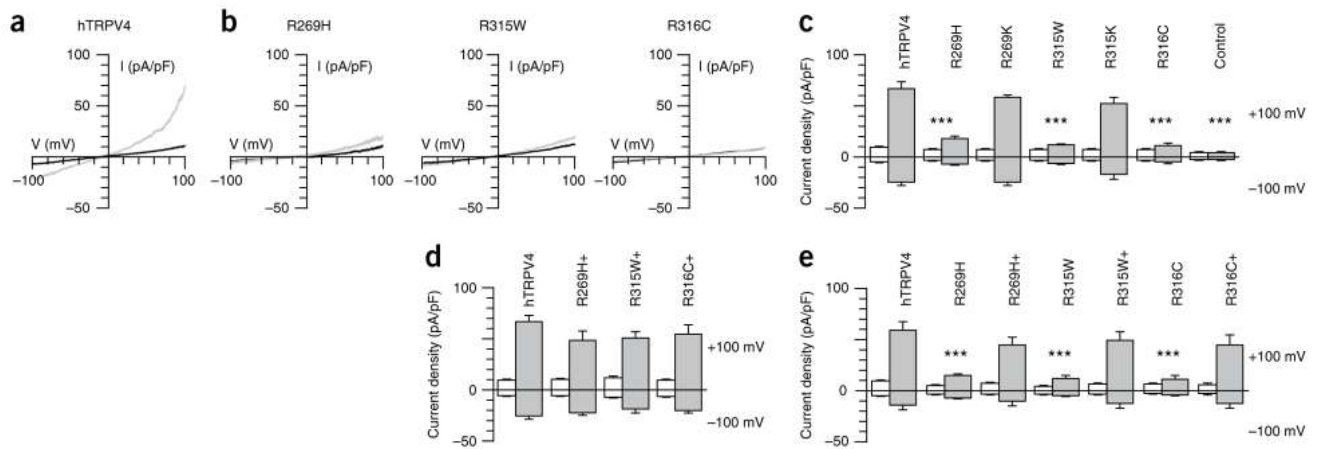 a
hTRPV4
100
I (pA/pF)
50
V (mV)
−100
100
−50
b
R269H
100
I (pA/pF)
50
V (mV)
−100
100
−50
R315W
100
I (pA/pF)
50
V (mV)
−100
100
−50
R316C
100
I (pA/pF)
50
V (mV)
−100
100
−50
c
hTRPV4
R269H
R269K
R315W
R315K
R316C
Control
Current density (pA/pF)
100
50
0
−50
***
***
***
***
+100 mV
−100 mV
d
hTRPV4
R269H+
R315W+
R316C+
Current density (pA/pF)
100
50
0
−50
+100 mV
−100 mV
e
hTRPV4
R269H
R269H+
R315W
R315W+
R316C
R316C+
Current density (pA/pF)
100
50
0
−50
***
***
***
+100 mV
−100 mV